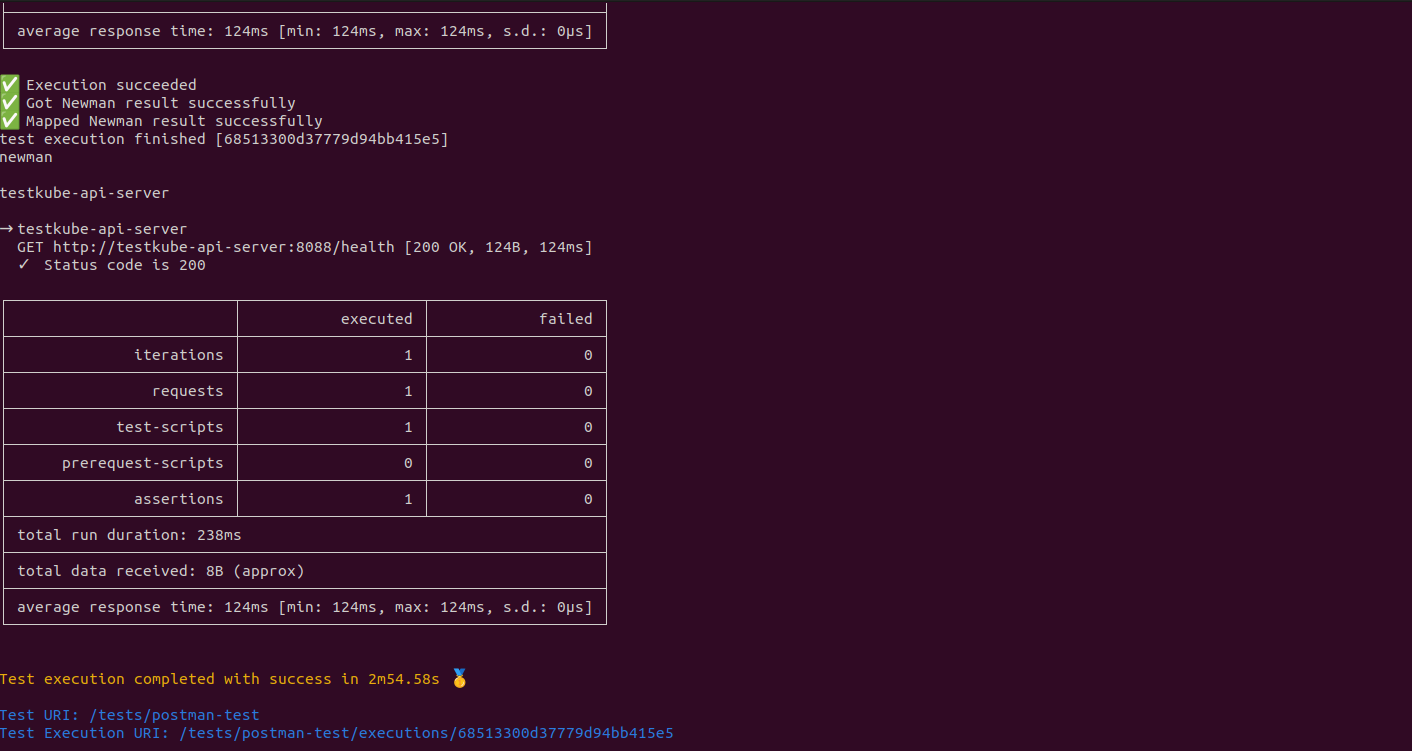 average response time: 124ms [min: 124ms, max: 124ms, s.d.: 0µs]
✅ Execution succeeded
✅ Got Newman result successfully
✅ Mapped Newman result successfully
test execution finished [68513300d37779d94bb415e5]
newman
testkube-api-server
→ testkube-api-server
GET http://testkube-api-server:8088/health [200 OK, 124B, 124ms]
✓ Status code is 200
executed failed
iterations 1 0
requests 1 0
test-scripts 1 0
prerequest-scripts 0 0
assertions 1 0
total run duration: 238ms
total data received: 8B (approx)
average response time: 124ms [min: 124ms, max: 124ms, s.d.: 0µs]
Test execution completed with success in 2m54.58s 🥇
Test URI: /tests/postman-test
Test Execution URI: /tests/postman-test/executions/68513300d37779d94bb415e5